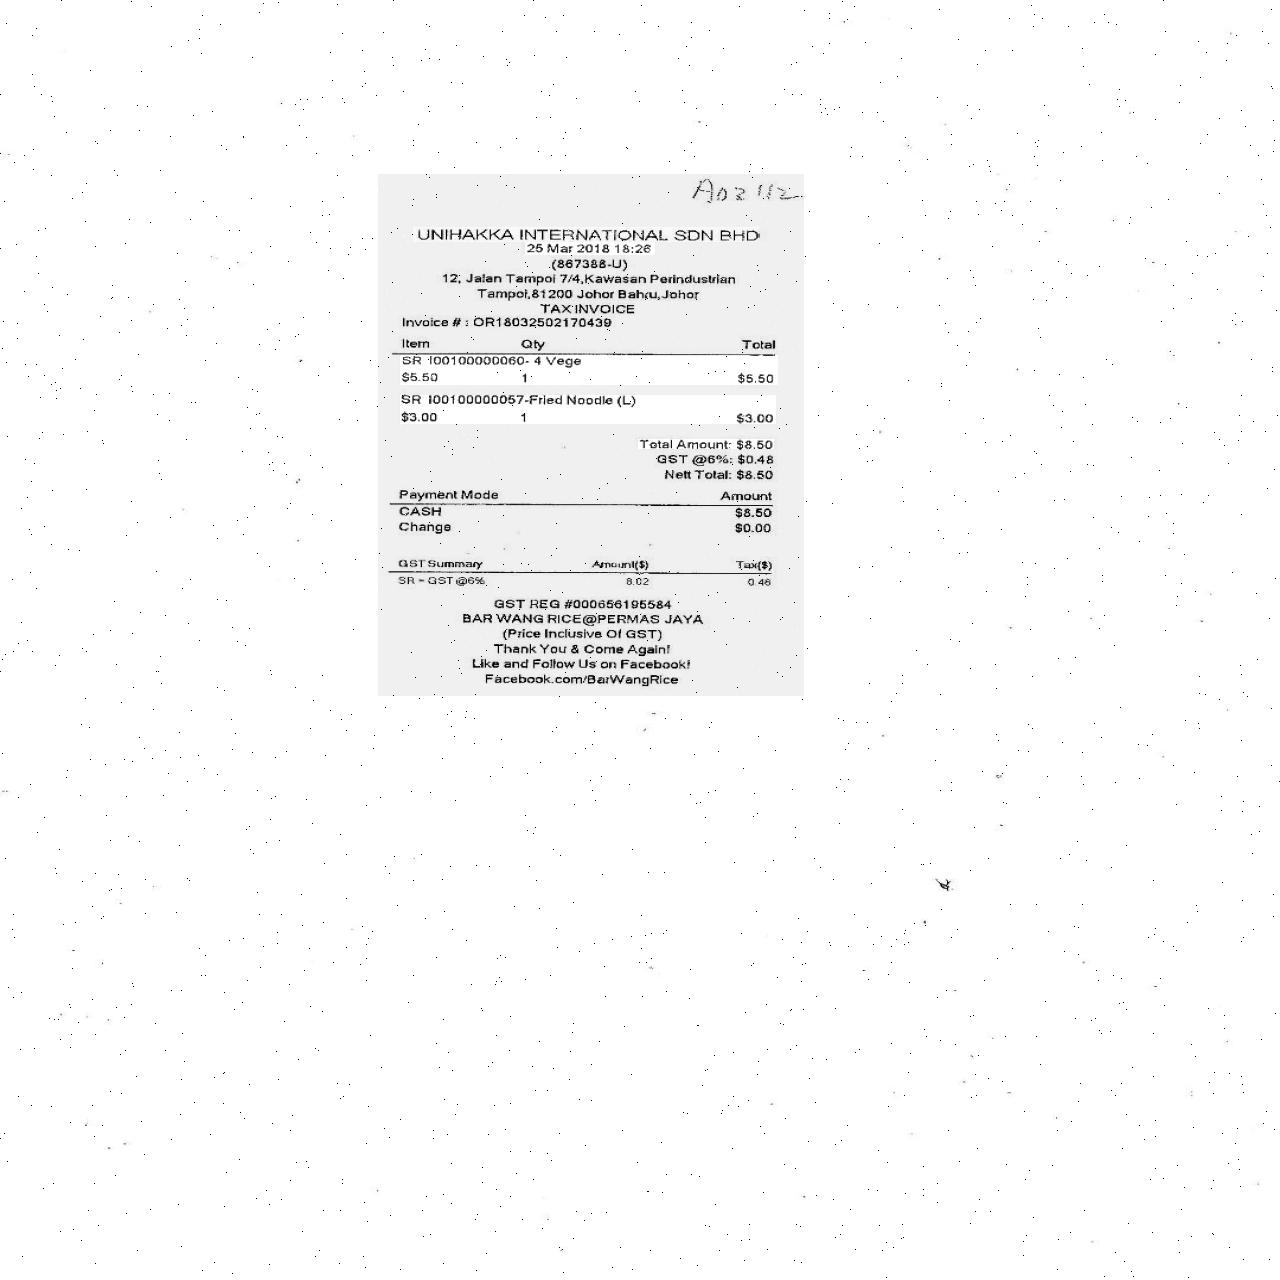 UNIHAKKA INTERNATIONAL SDN BHD
25 Mar 2018 18:26
(867388-U)
12, Jalan Tampoi 7/4,Kawasan Perindustrian
Tampoi,81200 Johor Bahru,Johor
TAX INVOICE
Invoice # : OR18032502170439
Item Qty Total
SR I00100000060- 4 Vege
$5.50 1 $5.50
SR I00100000057-Fried Noodle (L)
$3.00 1 $3.00
Total Amount: $8.50
GST @6%: $0.48
Nett Total: $8.50
Payment Mode Amount
CASH $8.50
Change $0.00
GST Summary Amount($) Tax($)
SR = GST @6% 8.02 0.48
GST REG #000656195584
BAR WANG RICE@PERMAS JAYA
(Price Inclusive Of GST)
Thank You & Come Again!
Like and Follow Us on Facebook!
Facebook.com/BarWangRice